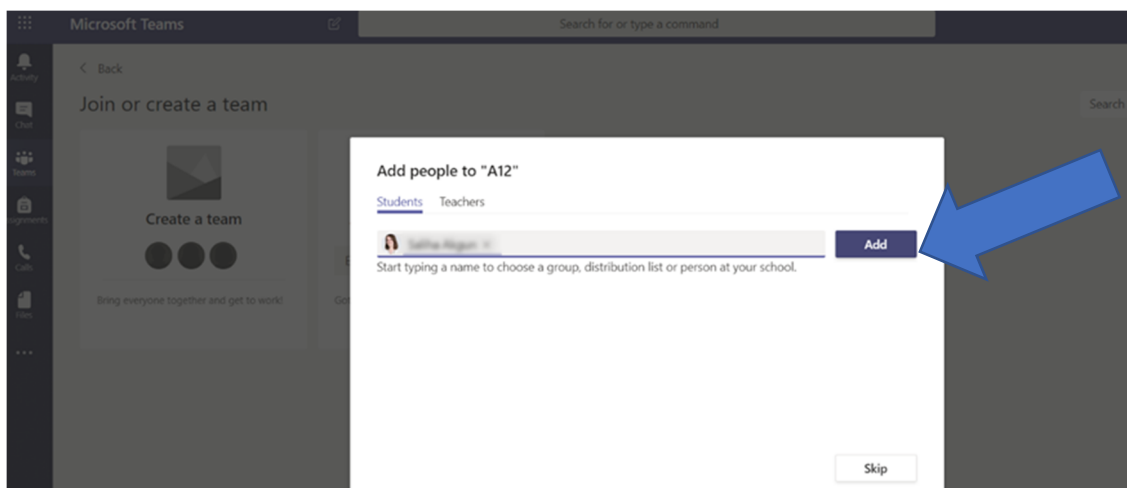 Microsoft Teams
Search for or type a command
Activity
< Back
Join or create a team
Search
Chat
Teams
Add people to "A12"
Students Teachers
Create a team
Add
Start typing a name to choose a group, distribution list or person at your school.
Calls
Bring everyone together and get to work!
Files
Skip